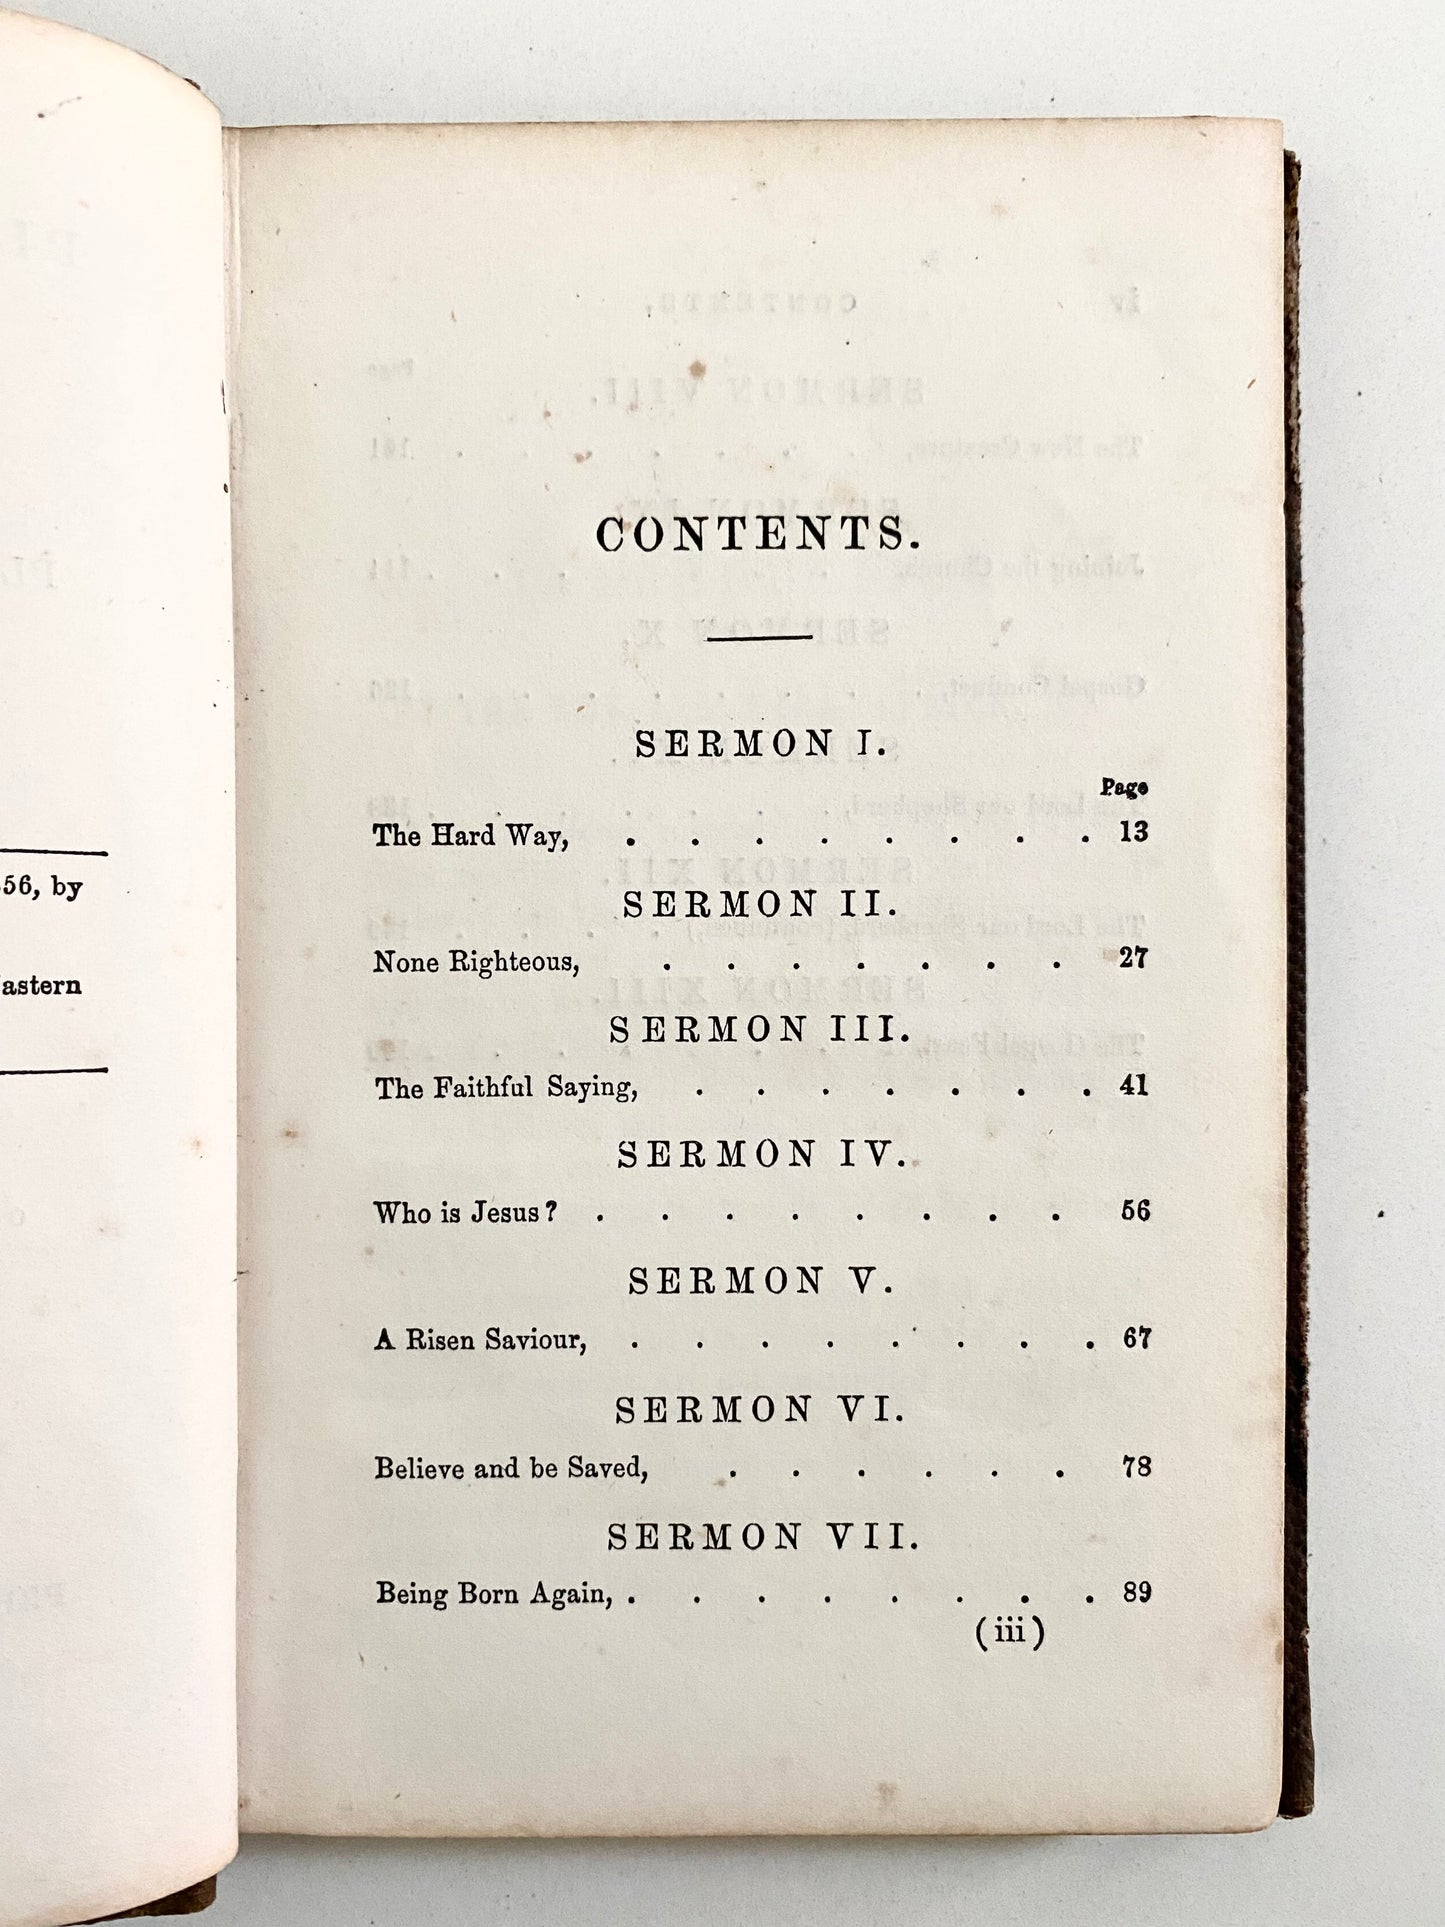 56, by
astern
CONTENTS.
SERMON I.
Page
The Hard Way, . . . . . . . . 13
SERMON II.
None Righteous, . . . . . . . 27
SERMON III.
The Faithful Saying, . . . . . . . 41
SERMON IV.
Who is Jesus? . . . . . . . . 56
SERMON V.
A Risen Saviour, . . . . . . . . 67
SERMON VI.
Believe and be Saved, . . . . . . 78
SERMON VII.
Being Born Again, . . . . . . . . 89
(iii)